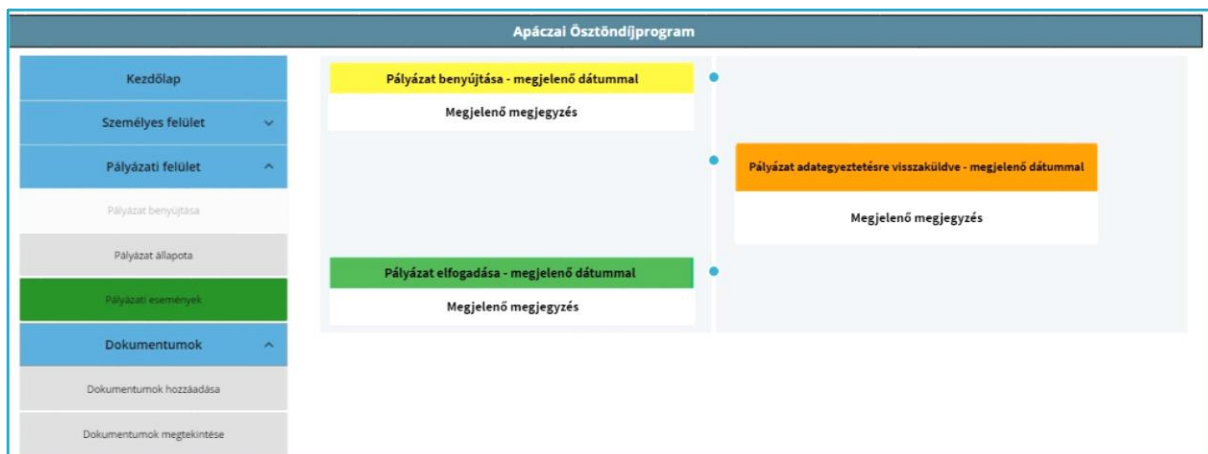 Apáczai Ösztöndíjprogram
Kezdőlap
Személyes felület
Pályázati felület
Pályázat benyújtása
Pályázat állapota
Pályázati események
Dokumentumok
Dokumentumok hozzáadása
Dokumentumok megtekintése
Pályázat benyújtása - megjelenő dátummal
Megjelenő megjegyzés
Pályázat adategyeztetésre visszaküldve - megjelenő dátummal
Megjelenő megjegyzés
Pályázat elfogadása - megjelenő dátummal
Megjelenő megjegyzés